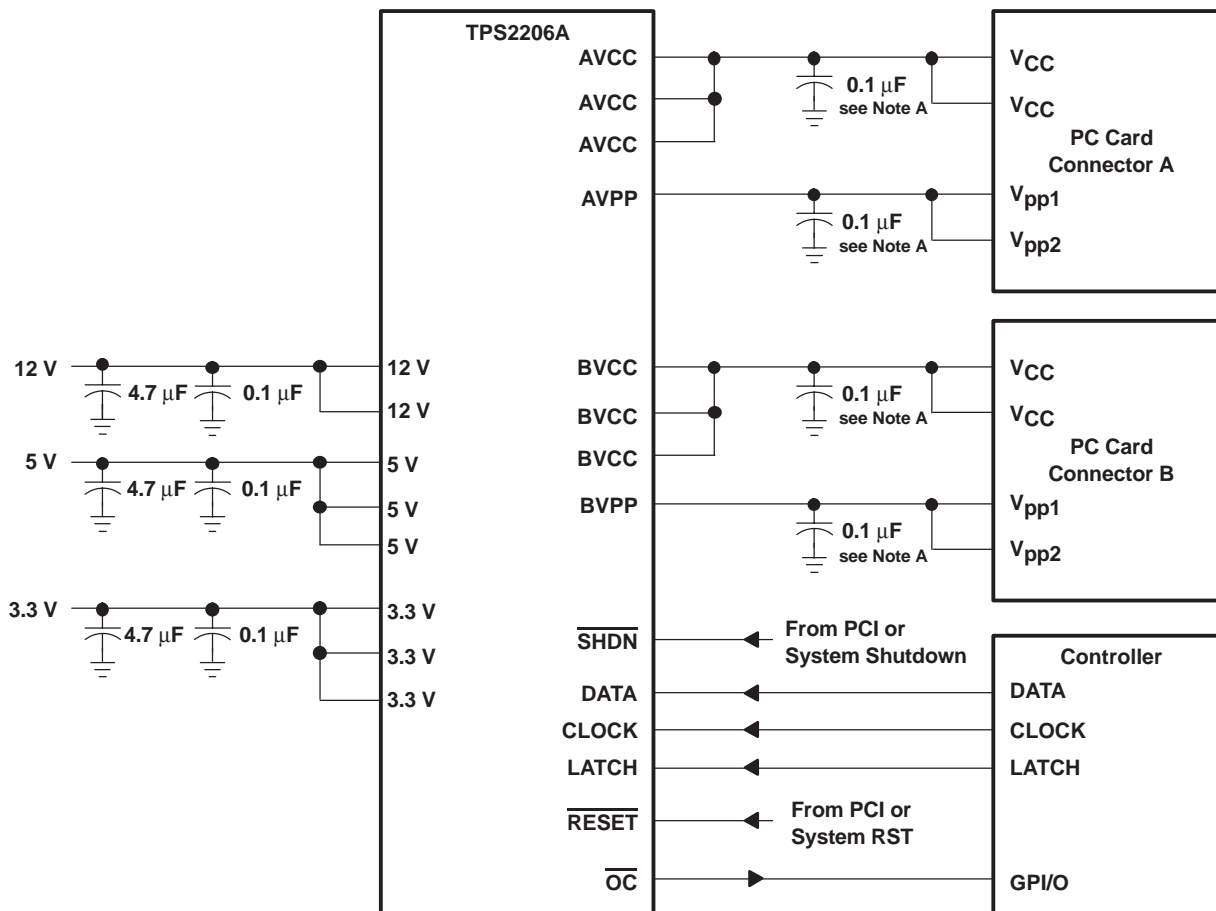 TPS2206A
AVCC
AVCC
AVCC
AVPP
0.1 μF
see Note A
0.1 μF
see Note A
VCC
VCC
PC Card
Connector A
Vpp1
Vpp2
12 V
4.7 μF
0.1 μF
12 V
12 V
5 V
4.7 μF
0.1 μF
5 V
5 V
5 V
3.3 V
4.7 μF
0.1 μF
3.3 V
3.3 V
3.3 V
BVCC
BVCC
BVCC
BVPP
0.1 μF
see Note A
0.1 μF
see Note A
VCC
VCC
PC Card
Connector B
Vpp1
Vpp2
SHDN
From PCI or
System Shutdown
Controller
DATA
DATA
CLOCK
CLOCK
LATCH
LATCH
RESET
From PCI or
System RST
OC
GPI/O